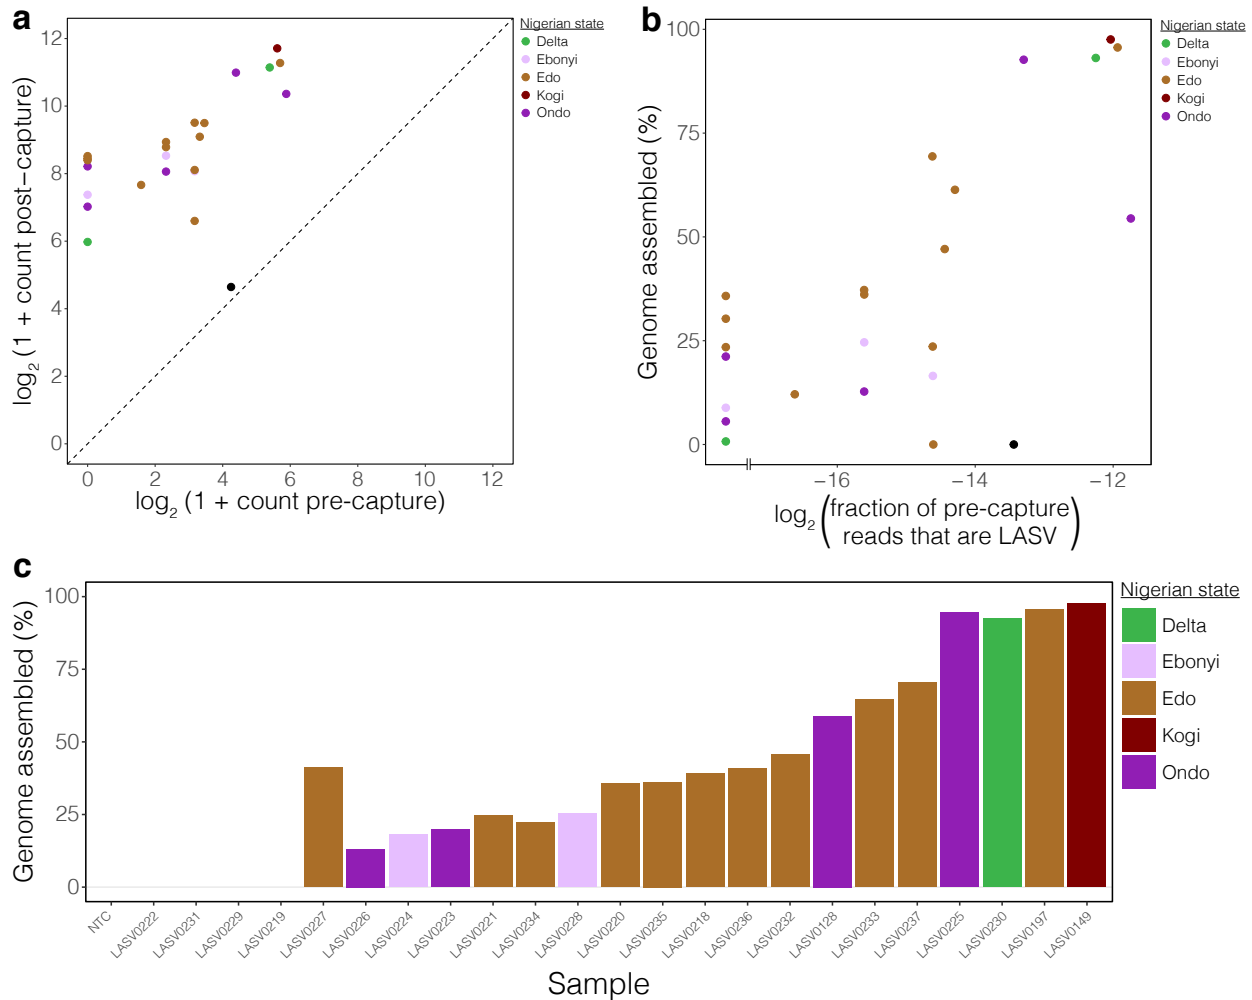 a
log2 (1 + count post−capture)
12
10
8
6
4
2
0
0 2 4 6 8 10 12
log2 (1 + count pre-capture)
Nigerian state
Delta
Ebonyi
Edo
Kogi
Ondo
b
Genome assembled (%)
100
75
50
25
0
−16 −14 −12
log2 (fraction of pre-capture
reads that are LASV)
Nigerian state
Delta
Ebonyi
Edo
Kogi
Ondo
c
Genome assembled (%)
100
75
50
25
0
NTC LASV0222 LASV0231 LASV0229 LASV0219 LASV0227 LASV0226 LASV0224 LASV0223 LASV0221 LASV0234 LASV0228 LASV0220 LASV0235 LASV0218 LASV0236 LASV0232 LASV0128 LASV0233 LASV0237 LASV0225 LASV0230 LASV0197 LASV0149
Sample
Nigerian state
Delta
Ebonyi
Edo
Kogi
Ondo